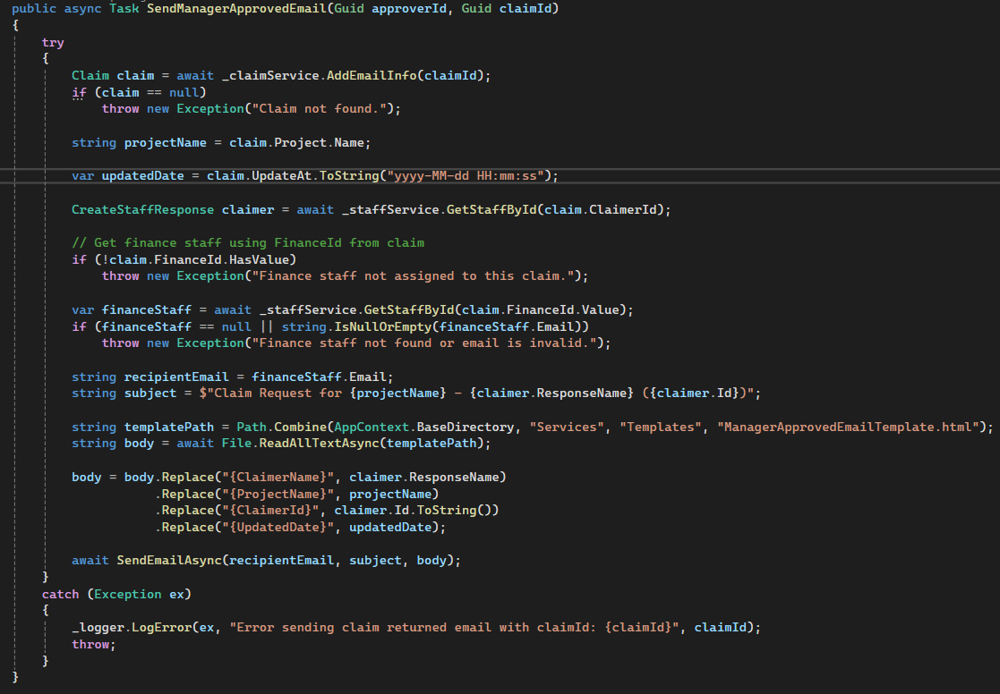 public async Task SendManagerApprovedEmail(Guid approverId, Guid claimId)
{
    try
    {
        Claim claim = await _claimService.AddEmailInfo(claimId);
        if (claim == null)
            throw new Exception("Claim not found.");

        string projectName = claim.Project.Name;

        var updatedDate = claim.UpdateAt.ToString("yyyy-MM-dd HH:mm:ss");

        CreateStaffResponse claimer = await _staffService.GetStaffById(claim.ClaimerId);

        // Get finance staff using FinanceId from claim
        if (!claim.FinanceId.HasValue)
            throw new Exception("Finance staff not assigned to this claim.");

        var financeStaff = await _staffService.GetStaffById(claim.FinanceId.Value);
        if (financeStaff == null || string.IsNullOrEmpty(financeStaff.Email))
            throw new Exception("Finance staff not found or email is invalid.");

        string recipientEmail = financeStaff.Email;
        string subject = $"Claim Request for {projectName} - {claimer.ResponseName} ({claimer.Id})";

        string templatePath = Path.Combine(AppContext.BaseDirectory, "Services", "Templates", "ManagerApprovedEmailTemplate.html");
        string body = await File.ReadAllTextAsync(templatePath);

        body = body.Replace("{ClaimerName}", claimer.ResponseName)
                   .Replace("{ProjectName}", projectName)
                   .Replace("{ClaimerId}", claimer.Id.ToString())
                   .Replace("{UpdatedDate}", updatedDate);

        await SendEmailAsync(recipientEmail, subject, body);
    }
    catch (Exception ex)
    {
        _logger.LogError(ex, "Error sending claim returned email with claimId: {claimId}", claimId);
        throw;
    }
}